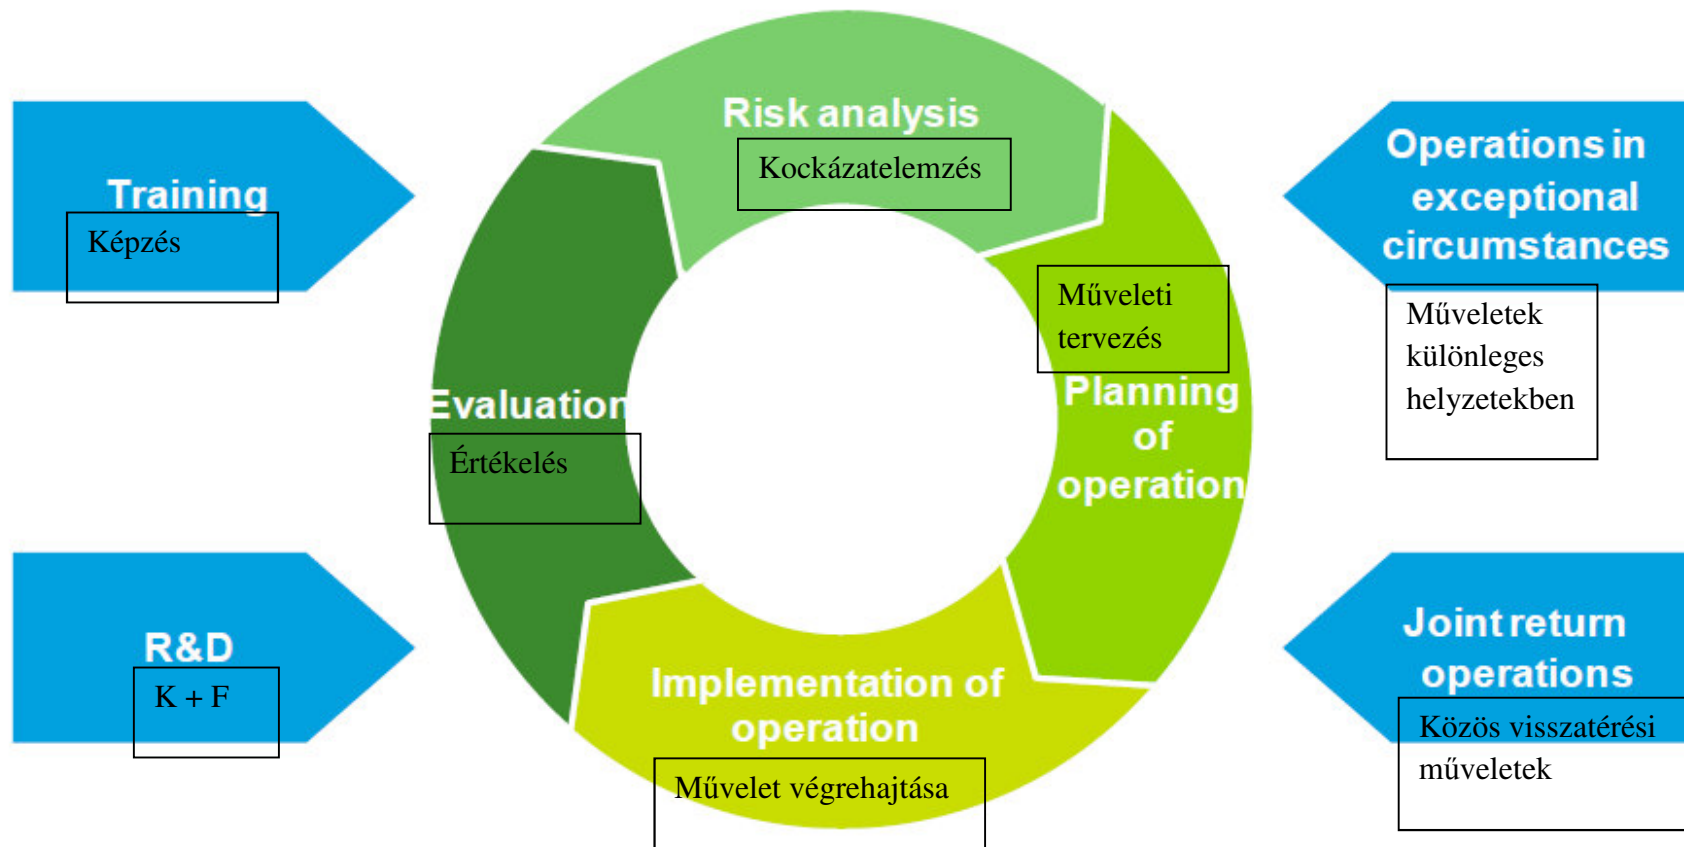 Risk analysis
Kockázatelemzés
Training
Képzés
Operations in
exceptional
circumstances
Műveletek
különleges
helyzetekben
Műveleti
tervezés
Planning
of
operation
Evaluation
Értékelés
R&D
K + F
Implementation of
operation
Művelet végrehajtása
Joint return
operations
Közös visszatérési
műveletek